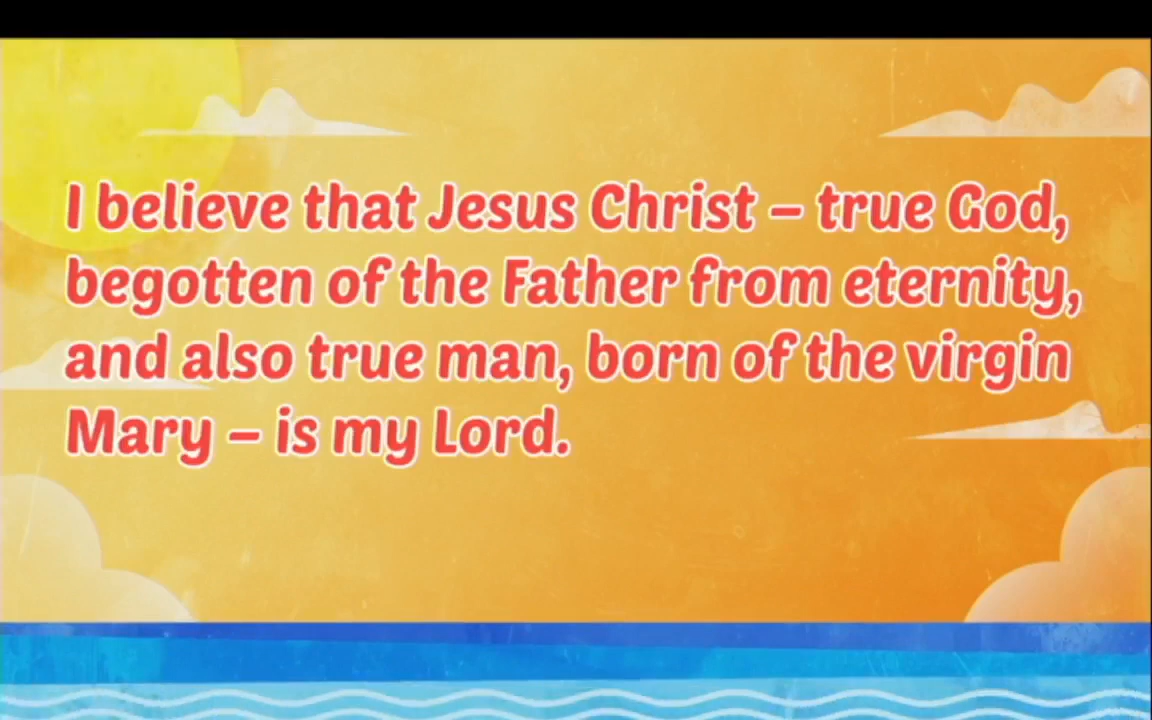 I believe that Jesus Christ – true God,
begotten of the Father from eternity,
and also true man, born of the virgin
Mary – is my Lord.